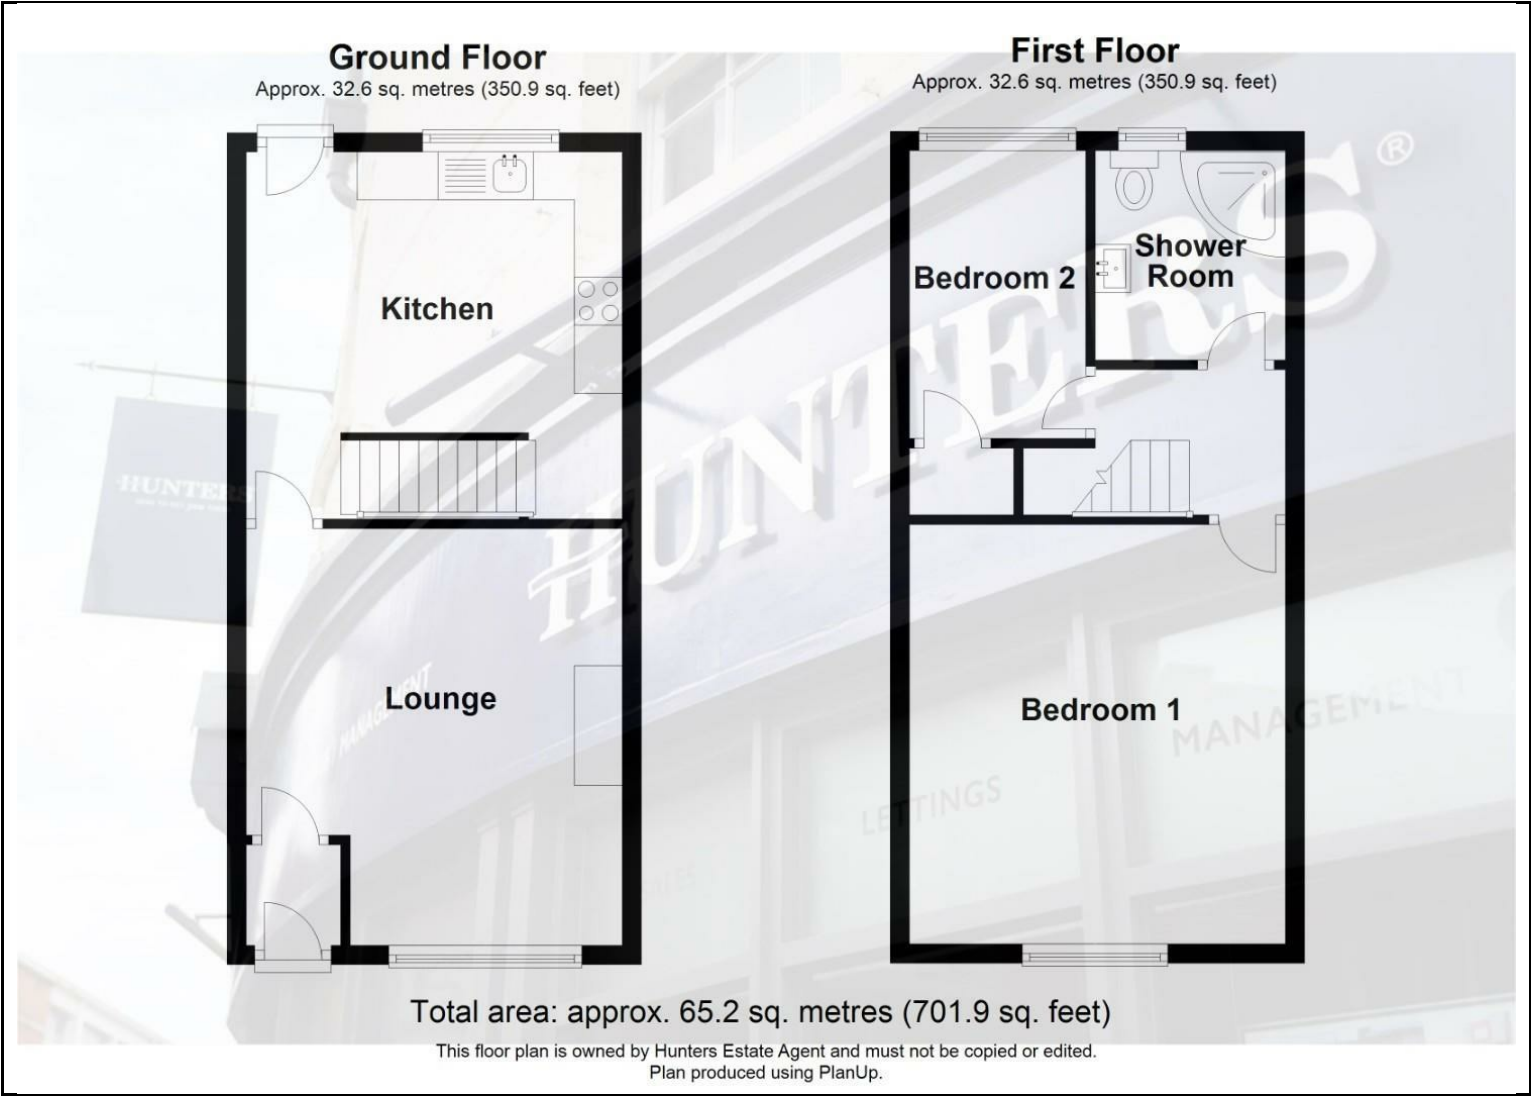 Ground Floor
Approx. 32.6 sq. metres (350.9 sq. feet)
First Floor
Approx. 32.6 sq. metres (350.9 sq. feet)
Kitchen
Lounge
Bedroom 2
Shower
Room
Bedroom 1
HUNTERS
HUNTERS®
MANAGEMENT
LETTINGS
MANAGEMENT
Total area: approx. 65.2 sq. metres (701.9 sq. feet)
This floor plan is owned by Hunters Estate Agent and must not be copied or edited.
Plan produced using PlanUp.